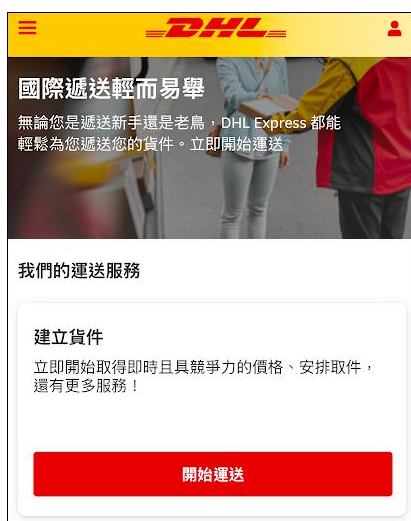 DHL
國際遞送輕而易舉
無論您是遞送新手還是老鳥，DHL Express 都能
輕鬆為您遞送您的貨件。立即開始運送
我們的運送服務
建立貨件
立即開始取得即時且具競爭力的價格、安排取件，
還有更多服務！
開始運送